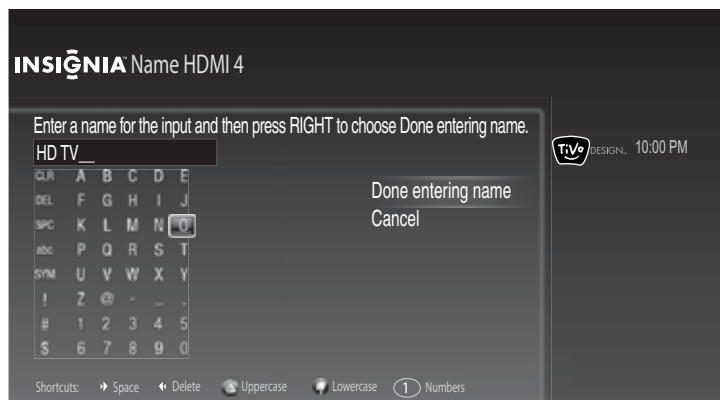 INSIGNIA™ Name HDMI 4
Enter a name for the input and then press RIGHT to choose Done entering name.
HD TV__
TiVo DESIGN™ 10:00 PM
Done entering name
Cancel
CLR A B C D E
DEL F G H I J
SPC K L M N O
abc P Q R S T
SYM U V W X Y
! Z @ - _ .
# 1 2 3 4 5
$ 6 7 8 9 0
Shortcuts: Space Delete Uppercase Lowercase 1 Numbers